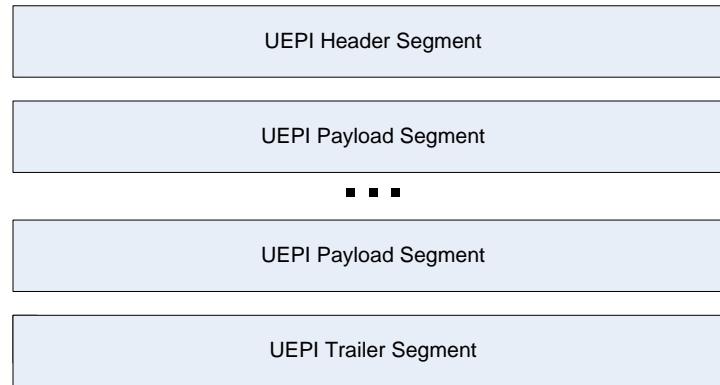 UEPI Header Segment
UEPI Payload Segment
UEPI Payload Segment
UEPI Trailer Segment